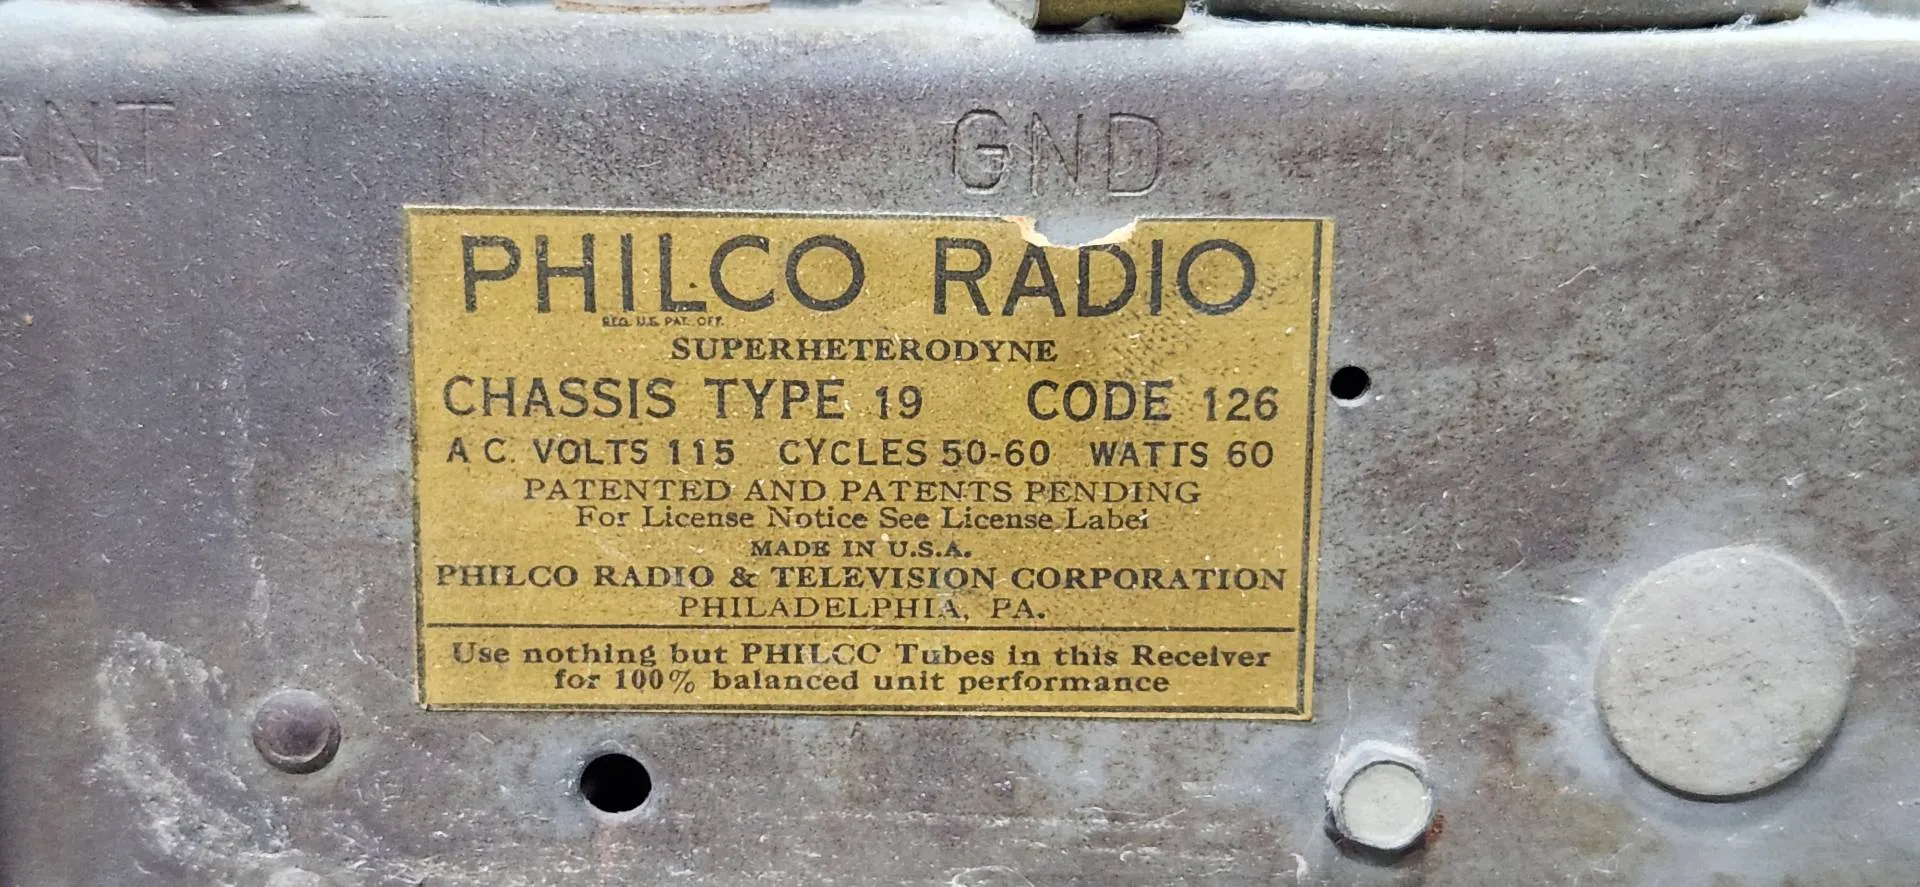 ANT GND
PHILCO RADIO
REG. U.S. PAT. OFF.
SUPERHETERODYNE
CHASSIS TYPE 19 CODE 126
A C. VOLTS 115 CYCLES 50-60 WATTS 60
PATENTED AND PATENTS PENDING
For License Notice See License Label
MADE IN U.S.A.
PHILCO RADIO & TELEVISION CORPORATION
PHILADELPHIA, PA.
Use nothing but PHILCO Tubes in this Receiver
for 100% balanced unit performance